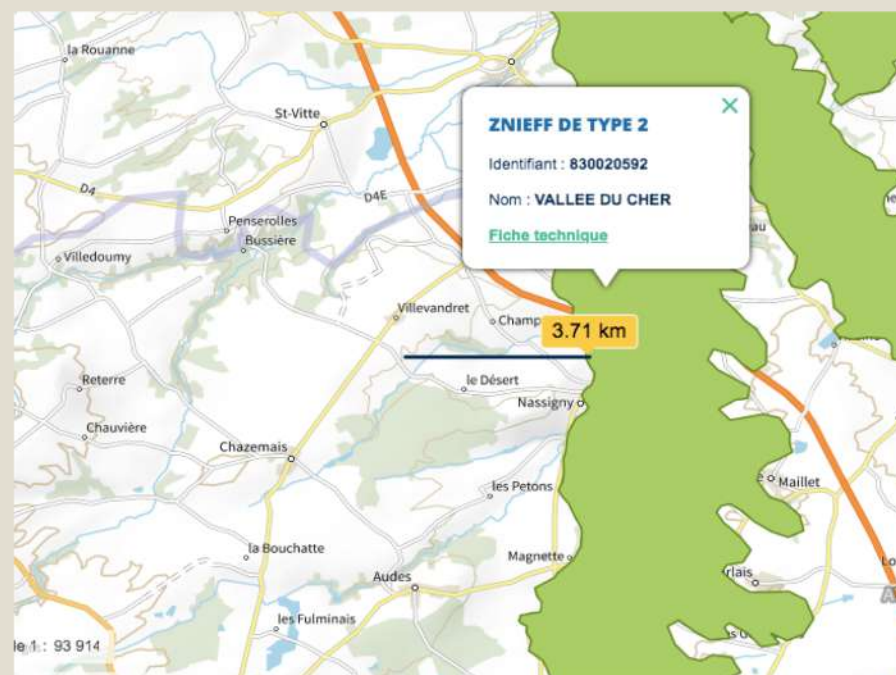 la Rouanne
St-Vitte
ZNIEFF DE TYPE 2
Identifiant : 830020592
Nom : VALLEE DU CHER
Fiche technique
D4
D4E
Penserolles
Bussière
Villedoumy
Villevandret
Champ
3.71 km
le Désert
Reterre
Nassigny
Chauvière
Chazemais
Maillet
les Petons
la Bouchatte
Magnette
Audes
rlais
les Fulminais
le 1 : 93 914